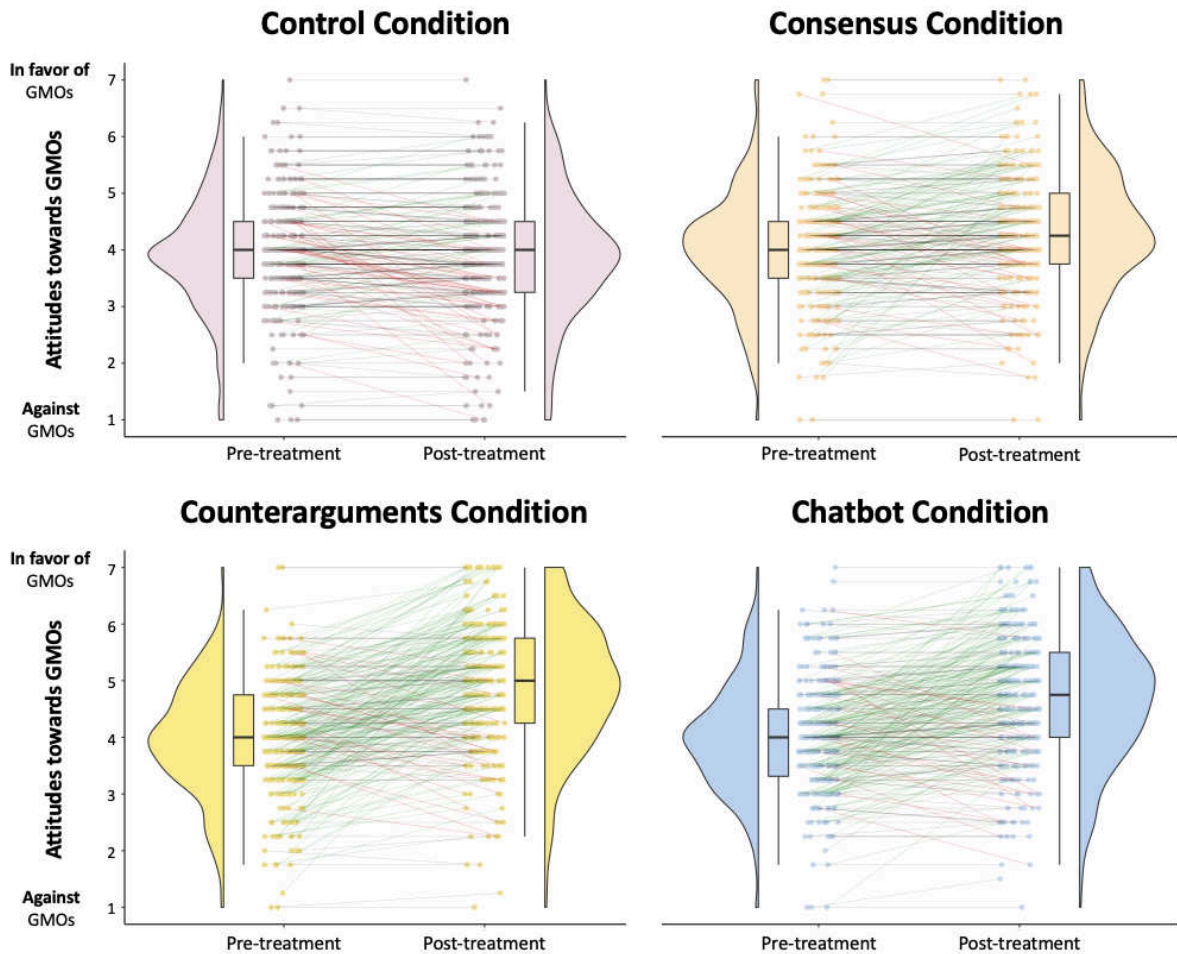 Control Condition
Consensus Condition
In favor of
GMOs
Attitudes towards GMOs
Against
GMOs
7
6
5
4
3
2
1
Pre-treatment
Post-treatment
Pre-treatment
Post-treatment
Counterarguments Condition
Chatbot Condition
In favor of
GMOs
Attitudes towards GMOs
Against
GMOs
7
6
5
4
3
2
1
Pre-treatment
Post-treatment
Pre-treatment
Post-treatment